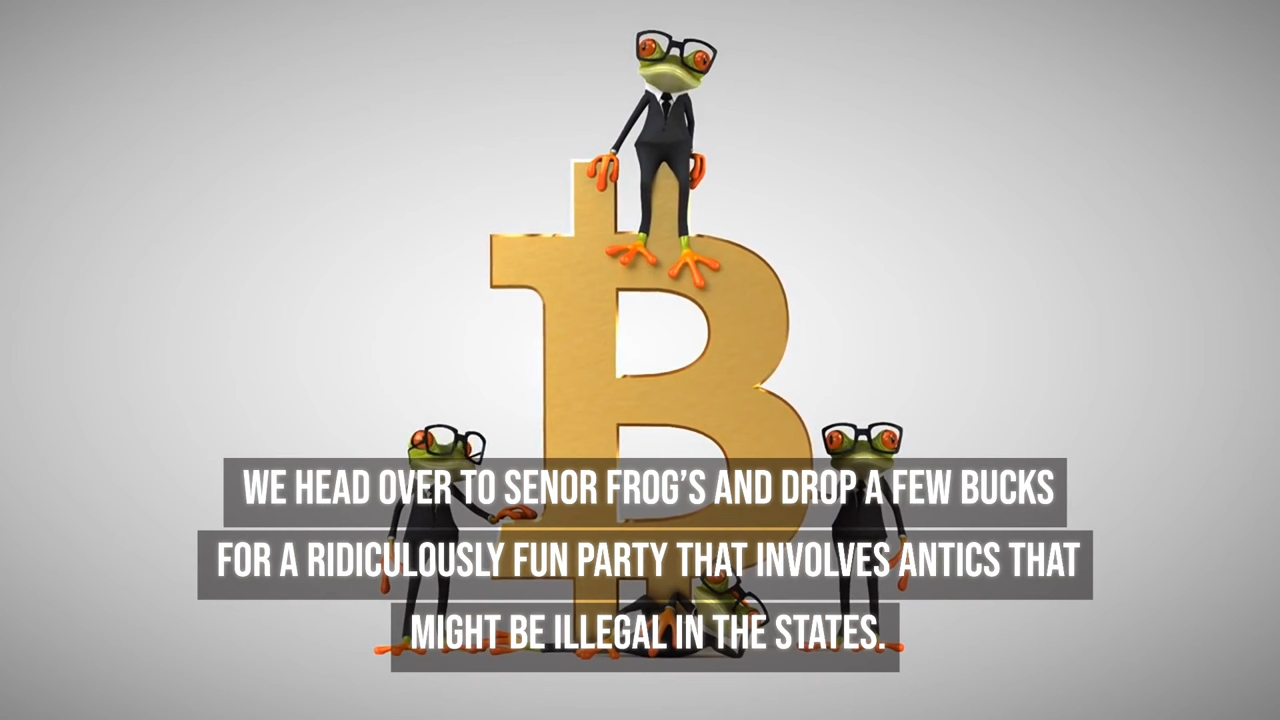 WE HEAD OVER TO SENOR FROG’S AND DROP A FEW BUCKS
FOR A RIDICULOUSLY FUN PARTY THAT INVOLVES ANTICS THAT
MIGHT BE ILLEGAL IN THE STATES.